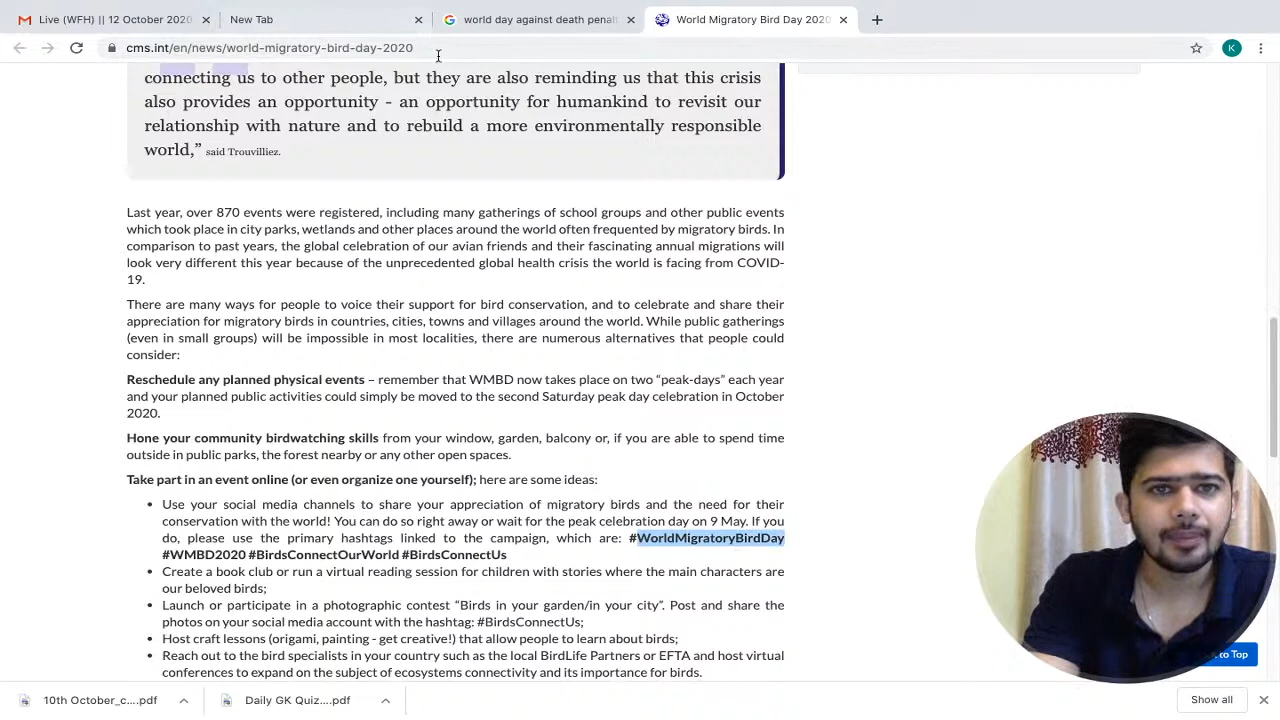 Live (WFH) || 12 October 2020
New Tab
world day against death penal
World Migratory Bird Day 2020
cms.int/en/news/world-migratory-bird-day-2020
K
connecting us to other people, but they are also reminding us that this crisis
also provides an opportunity - an opportunity for humankind to revisit our
relationship with nature and to rebuild a more environmentally responsible
world,” said Trouvilliez.
Last year, over 870 events were registered, including many gatherings of school groups and other public events
which took place in city parks, wetlands and other places around the world often frequented by migratory birds. In
comparison to past years, the global celebration of our avian friends and their fascinating annual migrations will
look very different this year because of the unprecedented global health crisis the world is facing from COVID-
19.
There are many ways for people to voice their support for bird conservation, and to celebrate and share their
appreciation for migratory birds in countries, cities, towns and villages around the world. While public gatherings
(even in small groups) will be impossible in most localities, there are numerous alternatives that people could
consider:
Reschedule any planned physical events – remember that WMBD now takes place on two “peak-days” each year
and your planned public activities could simply be moved to the second Saturday peak day celebration in October
2020.
Hone your community birdwatching skills from your window, garden, balcony or, if you are able to spend time
outside in public parks, the forest nearby or any other open spaces.
Take part in an event online (or even organize one yourself); here are some ideas:
• Use your social media channels to share your appreciation of migratory birds and the need for their
conservation with the world! You can do so right away or wait for the peak celebration day on 9 May. If you
do, please use the primary hashtags linked to the campaign, which are: #WorldMigratoryBirdDay
#WMBD2020 #BirdsConnectOurWorld #BirdsConnectUs
• Create a book club or run a virtual reading session for children with stories where the main characters are
our beloved birds;
• Launch or participate in a photographic contest “Birds in your garden/in your city”. Post and share the
photos on your social media account with the hashtag: #BirdsConnectUs;
• Host craft lessons (origami, painting - get creative!) that allow people to learn about birds;
• Reach out to the bird specialists in your country such as the local BirdLife Partners or EFTA and host virtual
conferences to expand on the subject of ecosystems connectivity and its importance for birds.
to Top
10th October_c....pdf
Daily GK Quiz....pdf
Show all